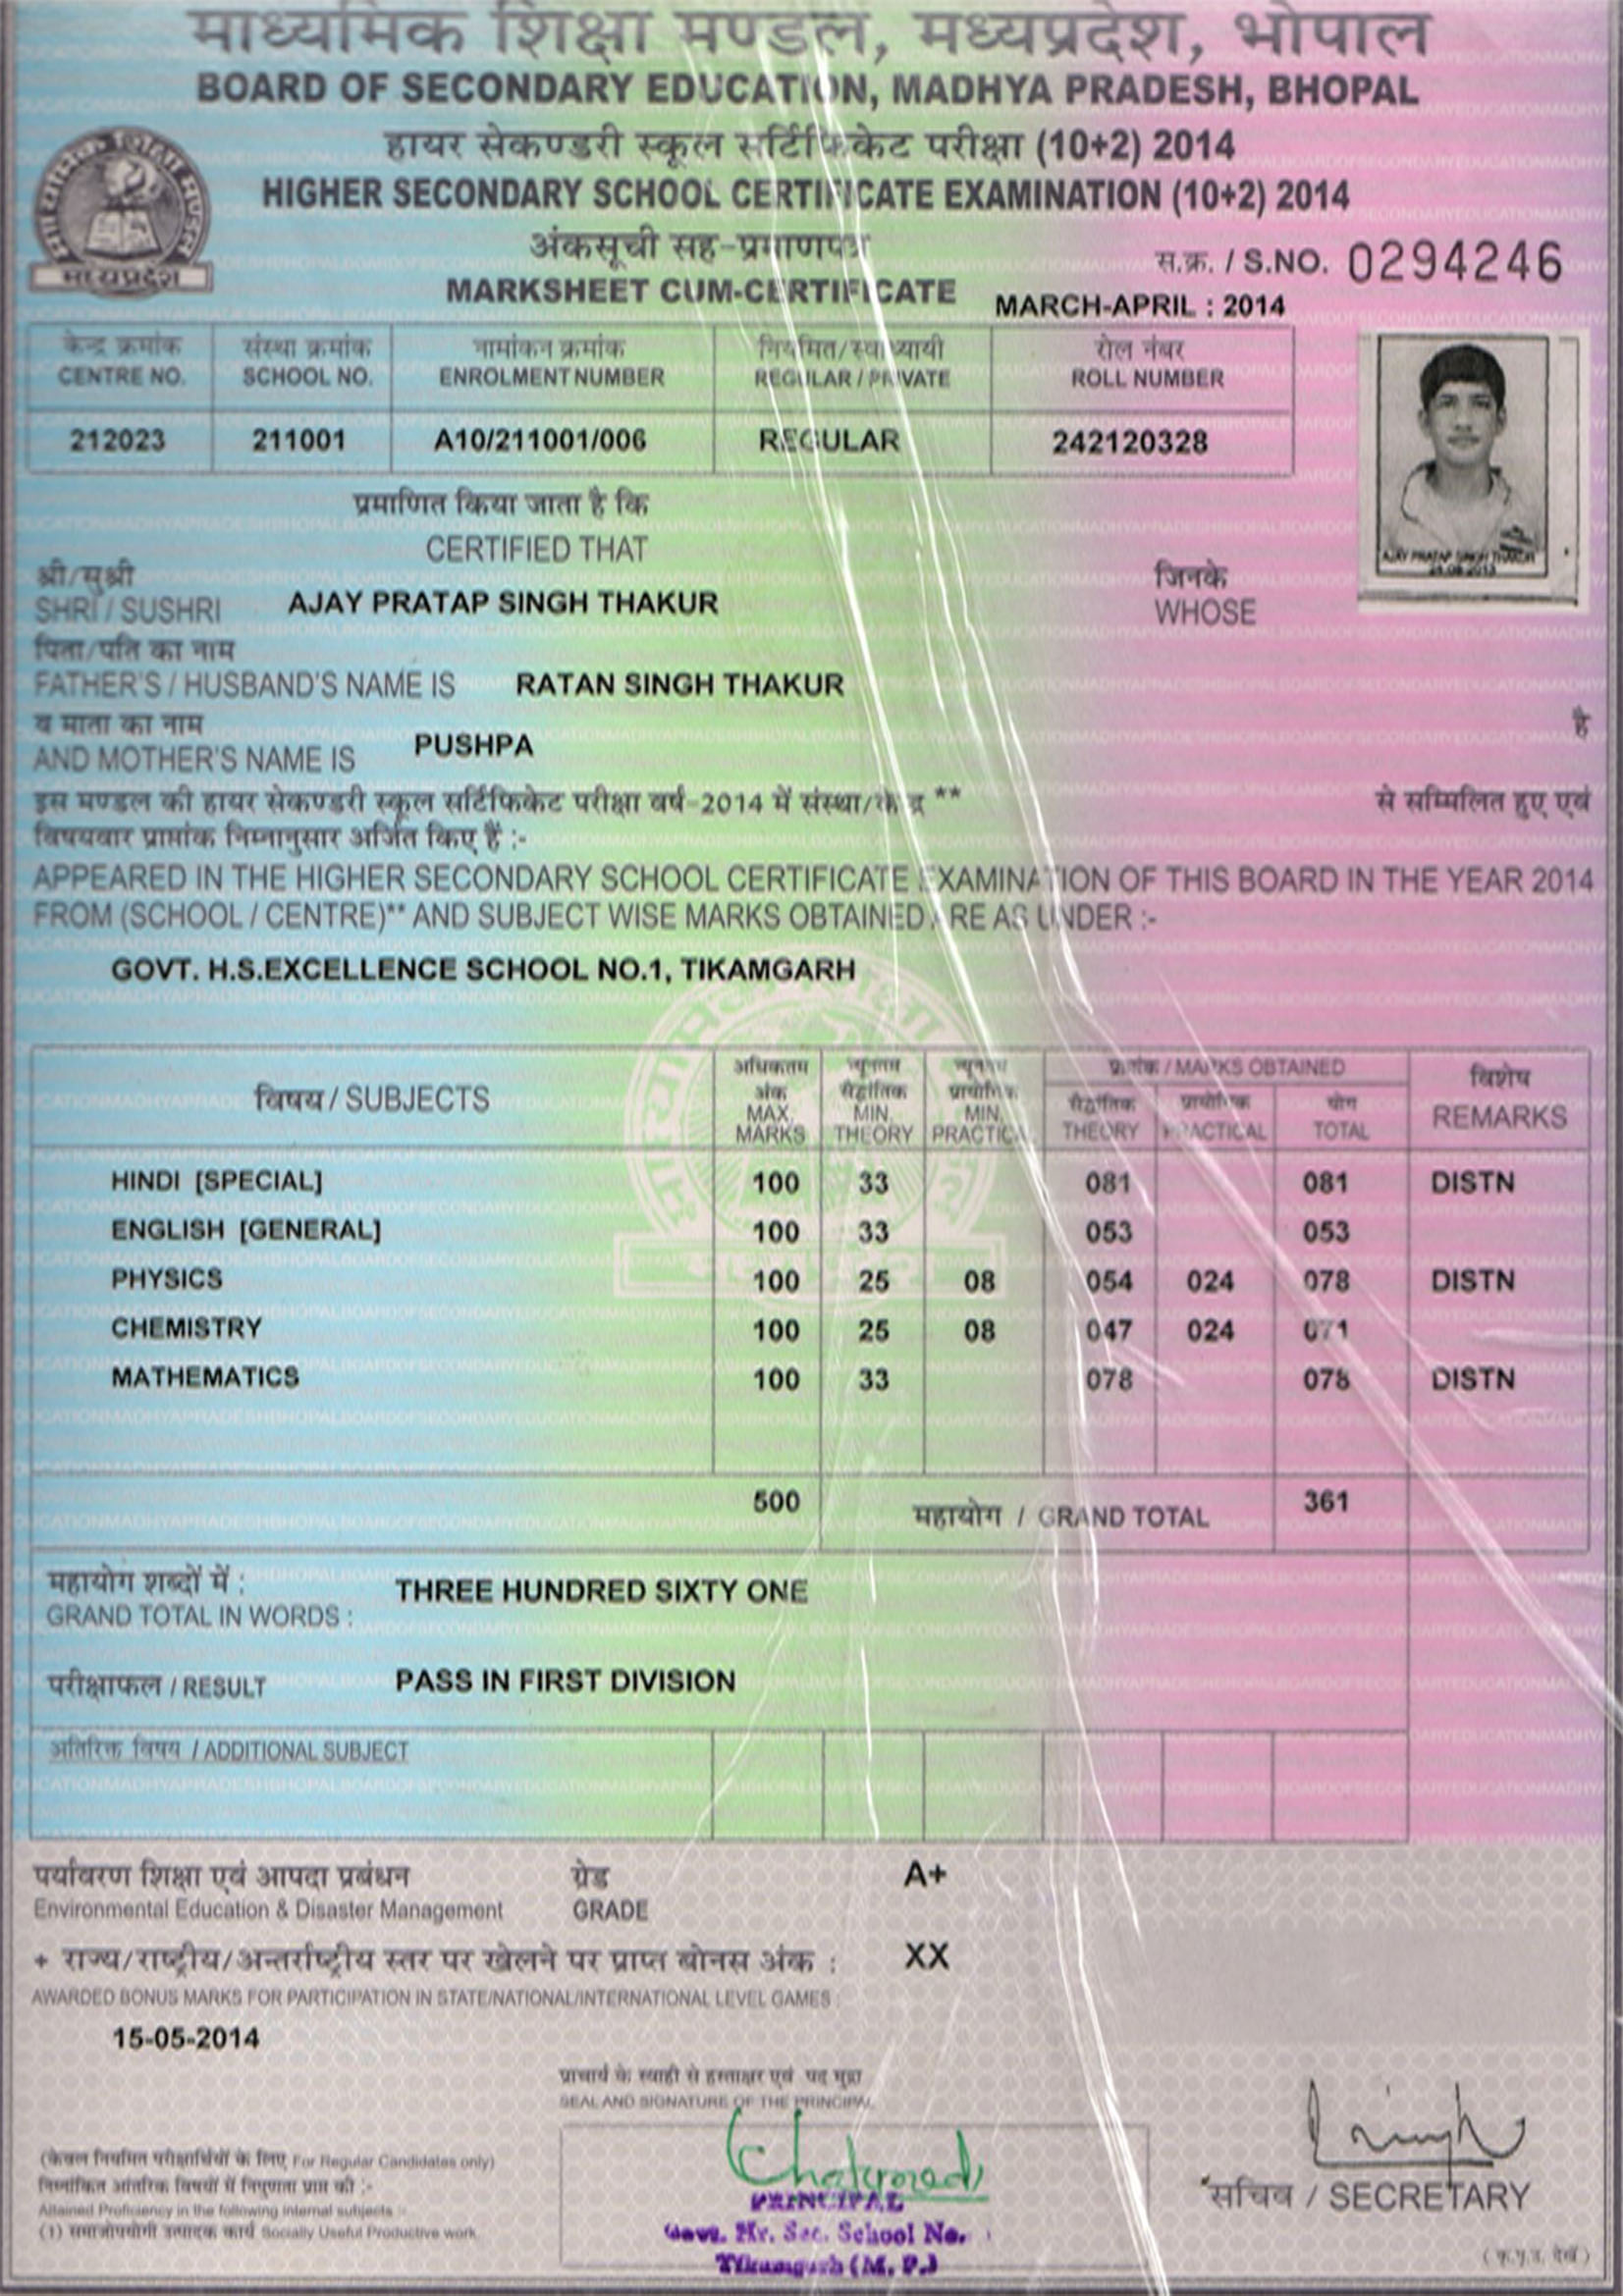 माध्यमिक शिक्षा मण्डल, मध्यप्रदेश, भोपाल
BOARD OF SECONDARY EDUCATION, MADHYA PRADESH, BHOPAL
हायर सेकण्डरी स्कूल सर्टिफिकेट परीक्षा (10+2) 2014
HIGHER SECONDARY SCHOOL CERTIFICATE EXAMINATION (10+2) 2014
अंकसूची सह-प्रमाणपत्र
स.क्र. / S.NO. 0294246
MARKSHEET CUM-CERTIFICATE
MARCH-APRIL : 2014
मध्यप्रदेश
केन्द्र क्रमांक संस्था क्रमांक नामांकन क्रमांक नियमित/स्वाध्यायी रोल नंबर
CENTRE NO. SCHOOL NO. ENROLMENT NUMBER REGULAR / PRIVATE ROLL NUMBER
212023 211001 A10/211001/006 REGULAR 242120328
AJAY PRATAP SINGH THAKUR
प्रमाणित किया जाता है कि
CERTIFIED THAT
श्री/सुश्री जिनके
SHRI / SUSHRI AJAY PRATAP SINGH THAKUR WHOSE
पिता/पति का नाम
FATHER'S / HUSBAND'S NAME IS RATAN SINGH THAKUR
व माता का नाम है
AND MOTHER'S NAME IS PUSHPA
इस मण्डल की हायर सेकण्डरी स्कूल सर्टिफिकेट परीक्षा वर्ष-2014 में संस्था/केन्द्र ** से सम्मिलित हुए एवं
विषयवार प्राप्तांक निम्नानुसार अर्जित किए हैं :-
APPEARED IN THE HIGHER SECONDARY SCHOOL CERTIFICATE EXAMINATION OF THIS BOARD IN THE YEAR 2014
FROM (SCHOOL / CENTRE)** AND SUBJECT WISE MARKS OBTAINED ARE AS UNDER :-
GOVT. H.S.EXCELLENCE SCHOOL NO.1, TIKAMGARH
विषय / SUBJECTS अधिकतम अंक MAX. MARKS न्यूनतम सैद्धांतिक MIN. THEORY न्यूनतम प्रायोगिक MIN. PRACTICAL प्राप्तांक / MARKS OBTAINED विशेष REMARKS
सैद्धांतिक THEORY प्रायोगिक PRACTICAL योग TOTAL
HINDI [SPECIAL] 100 33 081 081 DISTN
ENGLISH [GENERAL] 100 33 053 053
PHYSICS 100 25 08 054 024 078 DISTN
CHEMISTRY 100 25 08 047 024 071
MATHEMATICS 100 33 078 078 DISTN
500 महायोग / GRAND TOTAL 361
महायोग शब्दों में :
GRAND TOTAL IN WORDS : THREE HUNDRED SIXTY ONE
परीक्षाफल / RESULT PASS IN FIRST DIVISION
अतिरिक्त विषय / ADDITIONAL SUBJECT
पर्यावरण शिक्षा एवं आपदा प्रबंधन ग्रेड A+
Environmental Education & Disaster Management GRADE
+ राज्य/राष्ट्रीय/अन्तर्राष्ट्रीय स्तर पर खेलने पर प्राप्त बोनस अंक : XX
AWARDED BONUS MARKS FOR PARTICIPATION IN STATE/NATIONAL/INTERNATIONAL LEVEL GAMES :
15-05-2014
प्राचार्य के स्याही से हस्ताक्षर एवं पद मुद्रा
SEAL AND SIGNATURE OF THE PRINCIPAL
(केवल नियमित परीक्षार्थियों के लिए For Regular Candidates only)
निम्नांकित आंतरिक विषयों में निपुणता प्राप्त की :-
Attained Proficiency in the following internal subjects :-
(1) समाजोपयोगी उत्पादक कार्य Socially Useful Productive work
PRINCIPAL
Govt. Hr. Sec. School No.
Tikamgarh (M. P.)
सचिव / SECRETARY